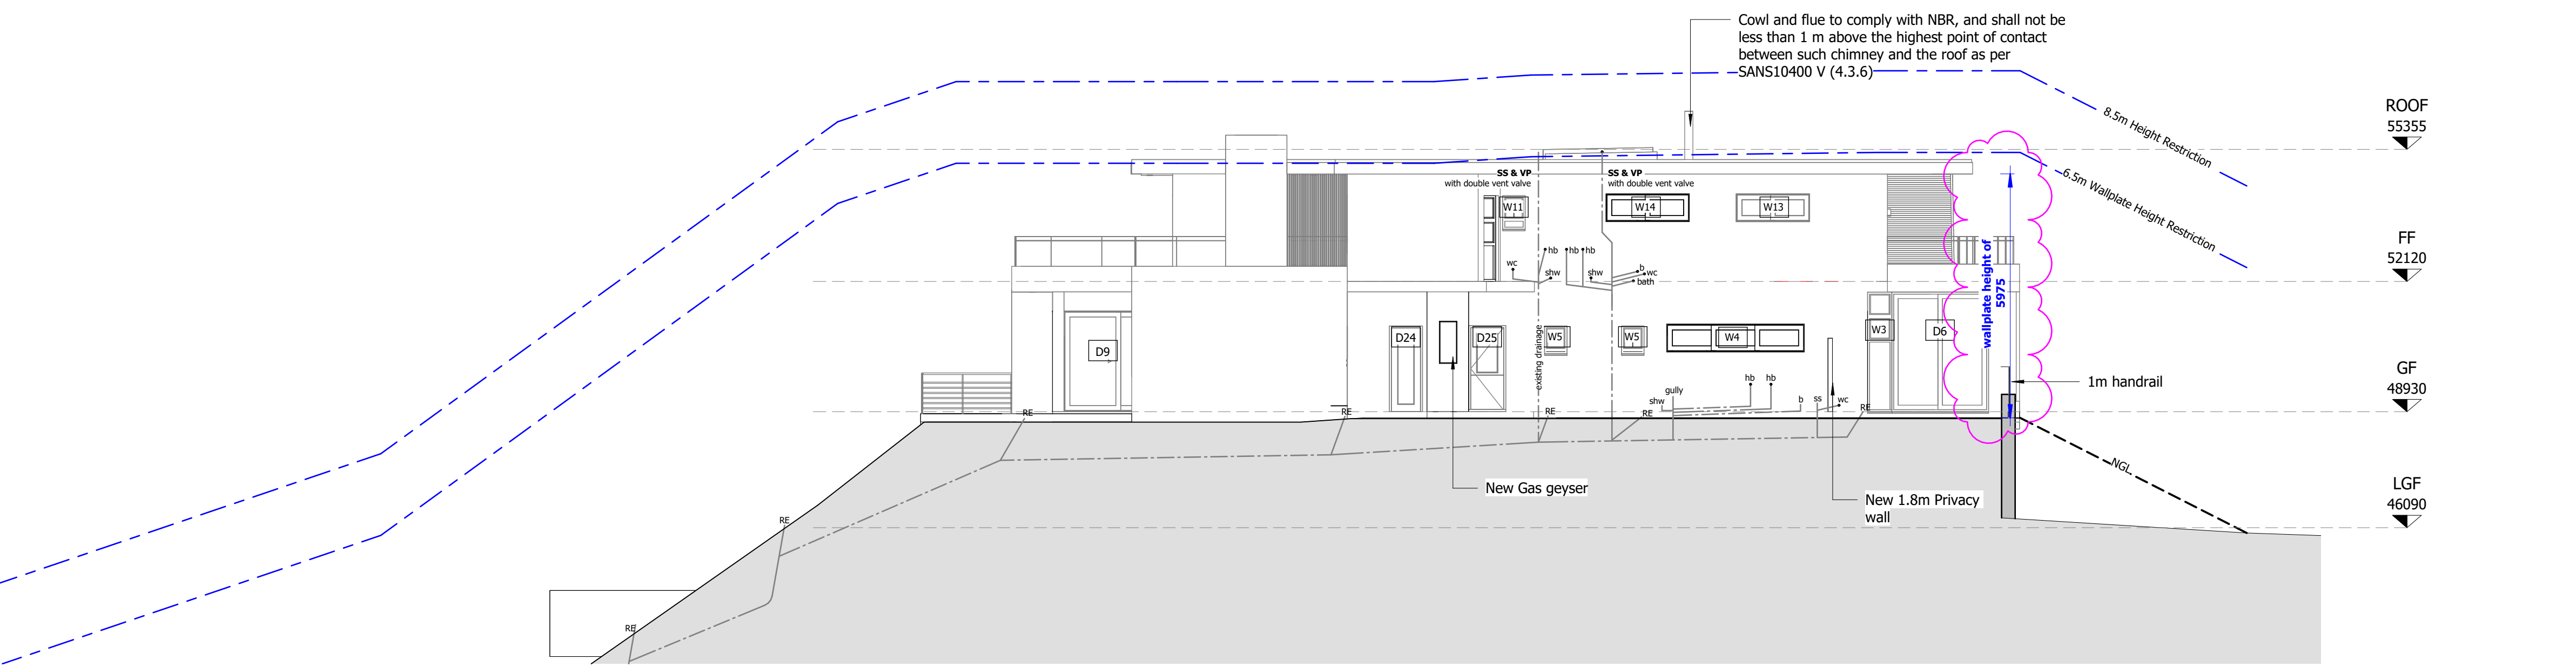 Cowl and flue to comply with NBR, and shall not be
less than 1 m above the highest point of contact
between such chimney and the roof as per
SANS10400 V (4.3.6)
8.5m Height Restriction
6.5m Wallplate Height Restriction
ROOF
55355
FF
52120
GF
48930
LGF
46090
SS & VP
with double vent valve
SS & VP
with double vent valve
W11
W14
W13
hb
hb
hb
wc
shw
shw
b
wc
bath
wallplate height of
5975
D9
D24
D25
existing drainage
W5
W5
W4
W3
D6
1m handrail
gully
shw
hb
hb
b
ss
wc
RE
RE
RE
RE
RE
NGL
New Gas geyser
New 1.8m Privacy
wall
RE
RE